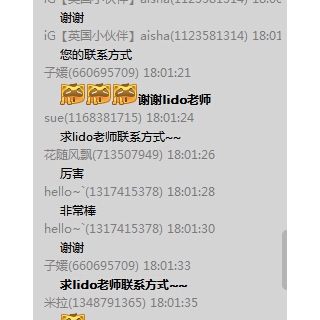 iG【英国小伙伴】aisha(1123581314) 18:01
谢谢
iG【英国小伙伴】aisha(1123581314) 18:01
您的联系方式
子媛(660695709) 18:01:21
谢谢lido老师
sue(1168381715) 18:01:24
求lido老师联系方式~~
花随风飘(713507949) 18:01:26
厉害
hello~`(1317415378) 18:01:28
非常棒
hello~`(1317415378) 18:01:30
谢谢
子媛(660695709) 18:01:33
求lido老师联系方式~~
米拉(1348791365) 18:01:35